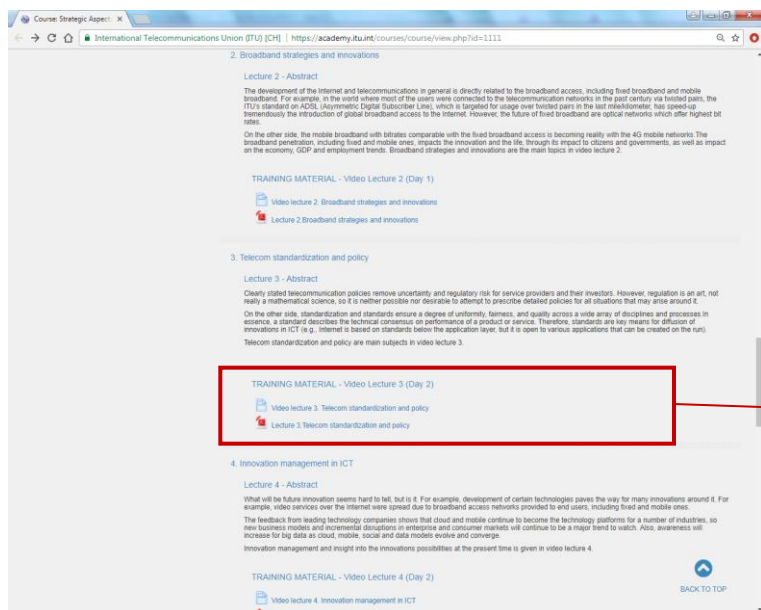 Course: Strategic Aspect
International Telecommunications Union (ITU) [CH] | https://academy.itu.int/courses/course/view.php?id=1111
2. Broadband strategies and innovations
Lecture 2 - Abstract
The development of the Internet and telecommunications in general is directly related to the broadband access, including fixed broadband and mobile
broadband. For example, in the world where most of the users were connected to the telecommunication networks in the past century via twisted pairs, the
ITU's standard on ADSL (Asymmetric Digital Subscriber Line), which is targeted for usage over twisted pairs in the last mile/kilometer, has speed-up
tremendously the introduction of global broadband access to the Internet. However, the future of fixed broadband are optical networks which offer highest bit
rates.
On the other side, the mobile broadband with bitrates comparable with the fixed broadband access is becoming reality with the 4G mobile networks.The
broadband penetration, including fixed and mobile ones, impacts the innovation and the life, through its impact to citizens and governments, as well as impact
on the economy, GDP and employment trends. Broadband strategies and innovations are the main topics in video lecture 2.
TRAINING MATERIAL - Video Lecture 2 (Day 1)
Video lecture 2. Broadband strategies and innovations
Lecture 2.Broadband strategies and innovations
3. Telecom standardization and policy
Lecture 3 - Abstract
Clearly stated telecommunication policies remove uncertainty and regulatory risk for service providers and their investors. However, regulation is an art, not
really a mathematical science, so it is neither possible nor desirable to attempt to prescribe detailed policies for all situations that may arise around it.
On the other side, standardization and standards ensure a degree of uniformity, fairness, and quality across a wide array of disciplines and processes.In
essence, a standard describes the technical consensus on performance of a product or service. Therefore, standards are key means for diffusion of
innovations in ICT (e.g., Internet is based on standards below the application layer, but it is open to various applications that can be created on the run).
Telecom standardization and policy are main subjects in video lecture 3.
TRAINING MATERIAL - Video Lecture 3 (Day 2)
Video lecture 3. Telecom standardization and policy
Lecture 3.Telecom standardization and policy
4. Innovation management in ICT
Lecture 4 - Abstract
What will be future innovation seems hard to tell, but is it. For example, development of certain technologies paves the way for many innovations around it. For
example, video services over the Internet were spread due to broadband access networks provided to end users, including fixed and mobile ones.
The feedback from leading technology companies shows that cloud and mobile continue to become the technology platforms for a number of industries, so
new business models and incremental disruptions in enterprise and consumer markets will continue to be a major trend to watch. Also, awareness will
increase for big data as cloud, mobile, social and data models evolve and converge.
Innovation management and insight into the innovations possibilities at the present time is given in video lecture 4.
TRAINING MATERIAL - Video Lecture 4 (Day 2)
BACK TO TOP
Video lecture 4. Innovation management in ICT